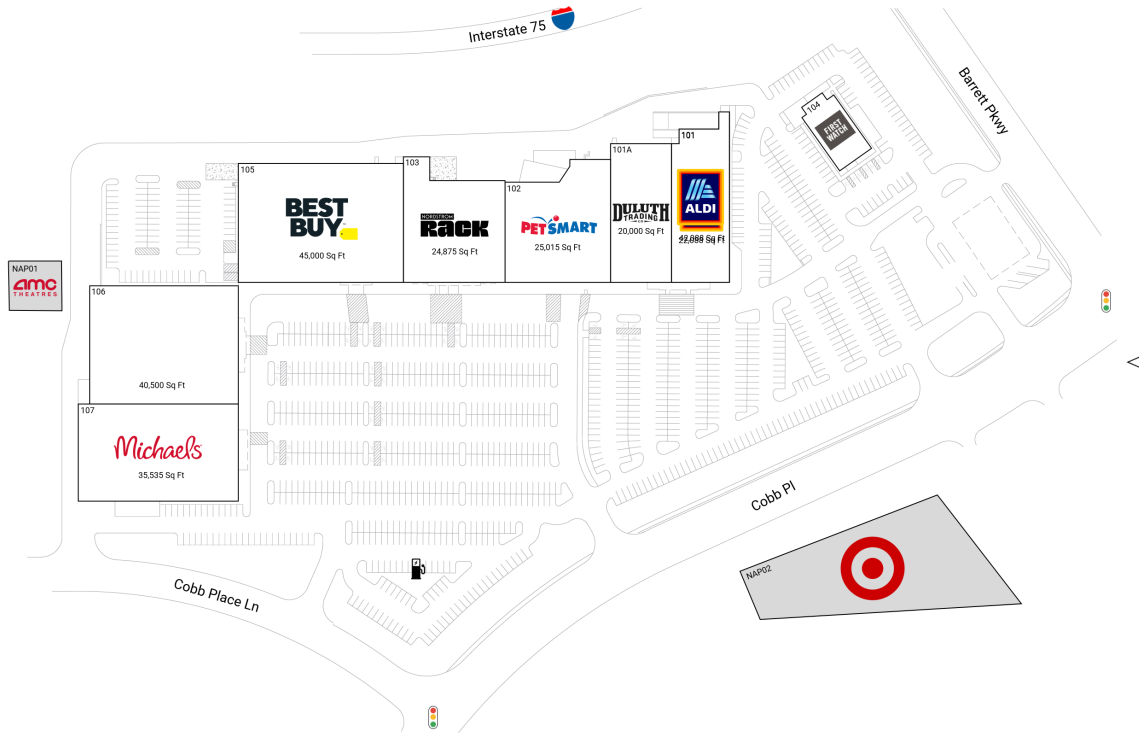 Interstate 75
Barrett Pkwy
104
FIRST
WATCH
101
ALDI
101A
DULUTH
TRADING
CO
20,000 Sq Ft
102
PETSMART
25,015 Sq Ft
103
NORDSTROM
RACK
24,875 Sq Ft
105
BEST
BUY
45,000 Sq Ft
NAP01
amc
THEATRES
106
40,500 Sq Ft
107
Michaels
35,535 Sq Ft
Cobb Pl
NAP02
Cobb Place Ln